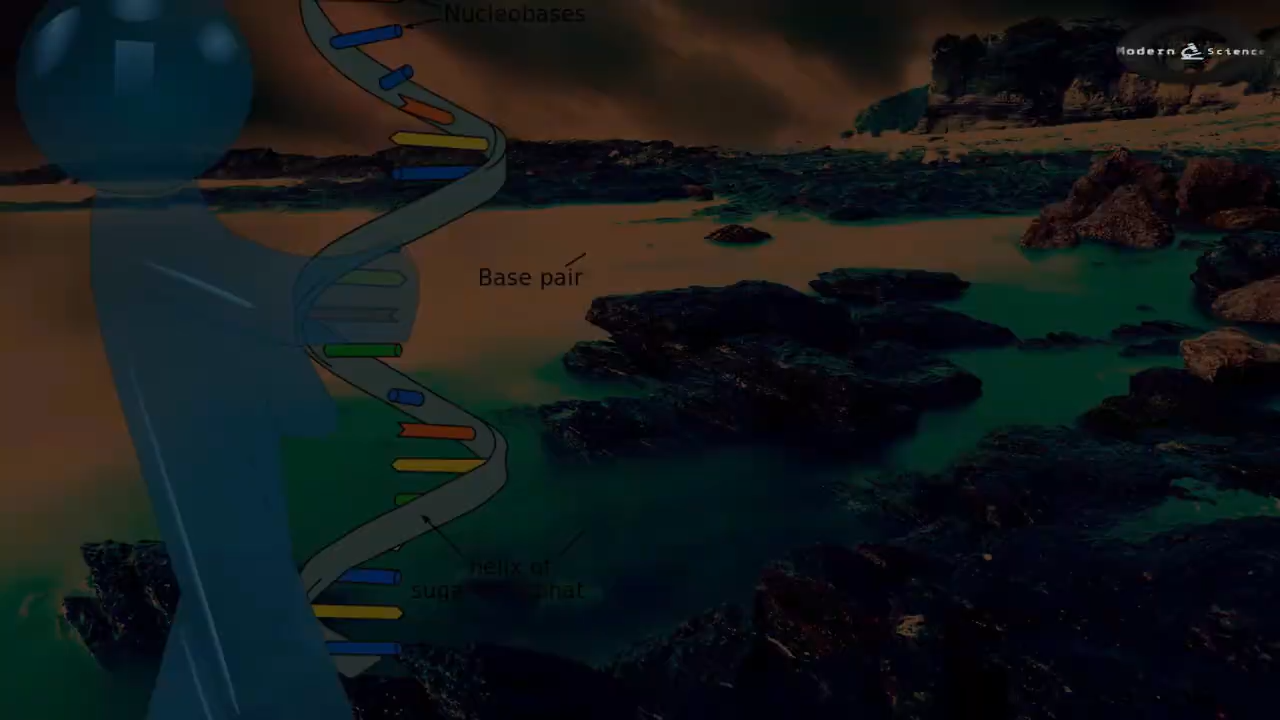 Nucleobases
Modern Science
Base pair
helix of